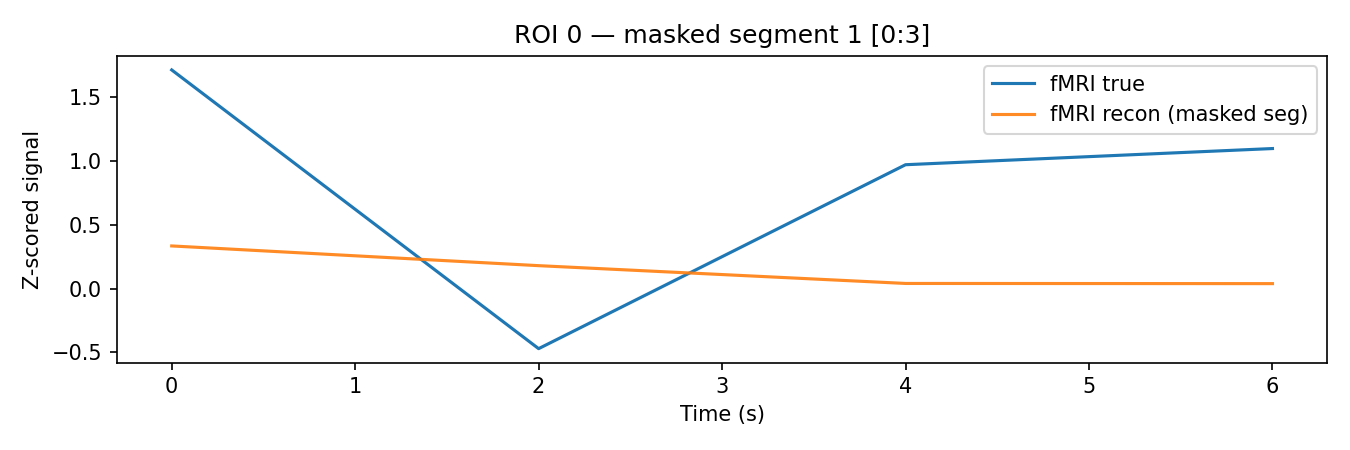 ROI 0 — masked segment 1 [0:3]
fMRI true
fMRI recon (masked seg)
Z-scored signal
1.5
1.0
0.5
0.0
−0.5
0 1 2 3 4 5 6
Time (s)